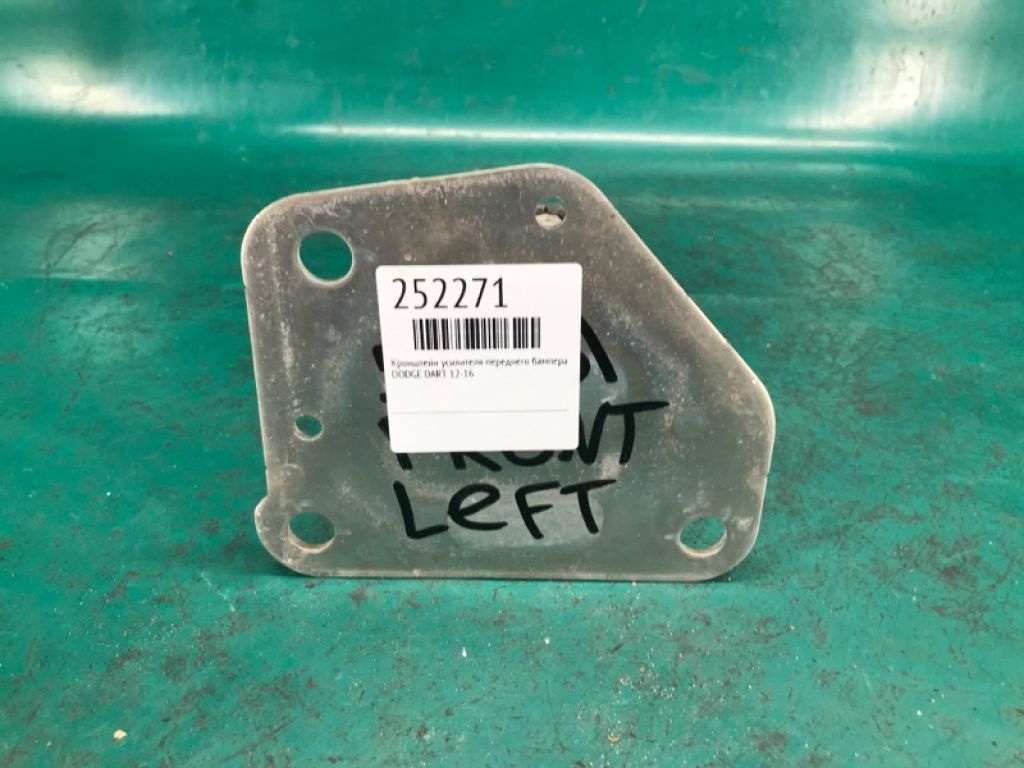 252271
Кронштейн усилителя переднего бампера
DODGE DART 12-16
FRONT
LEFT